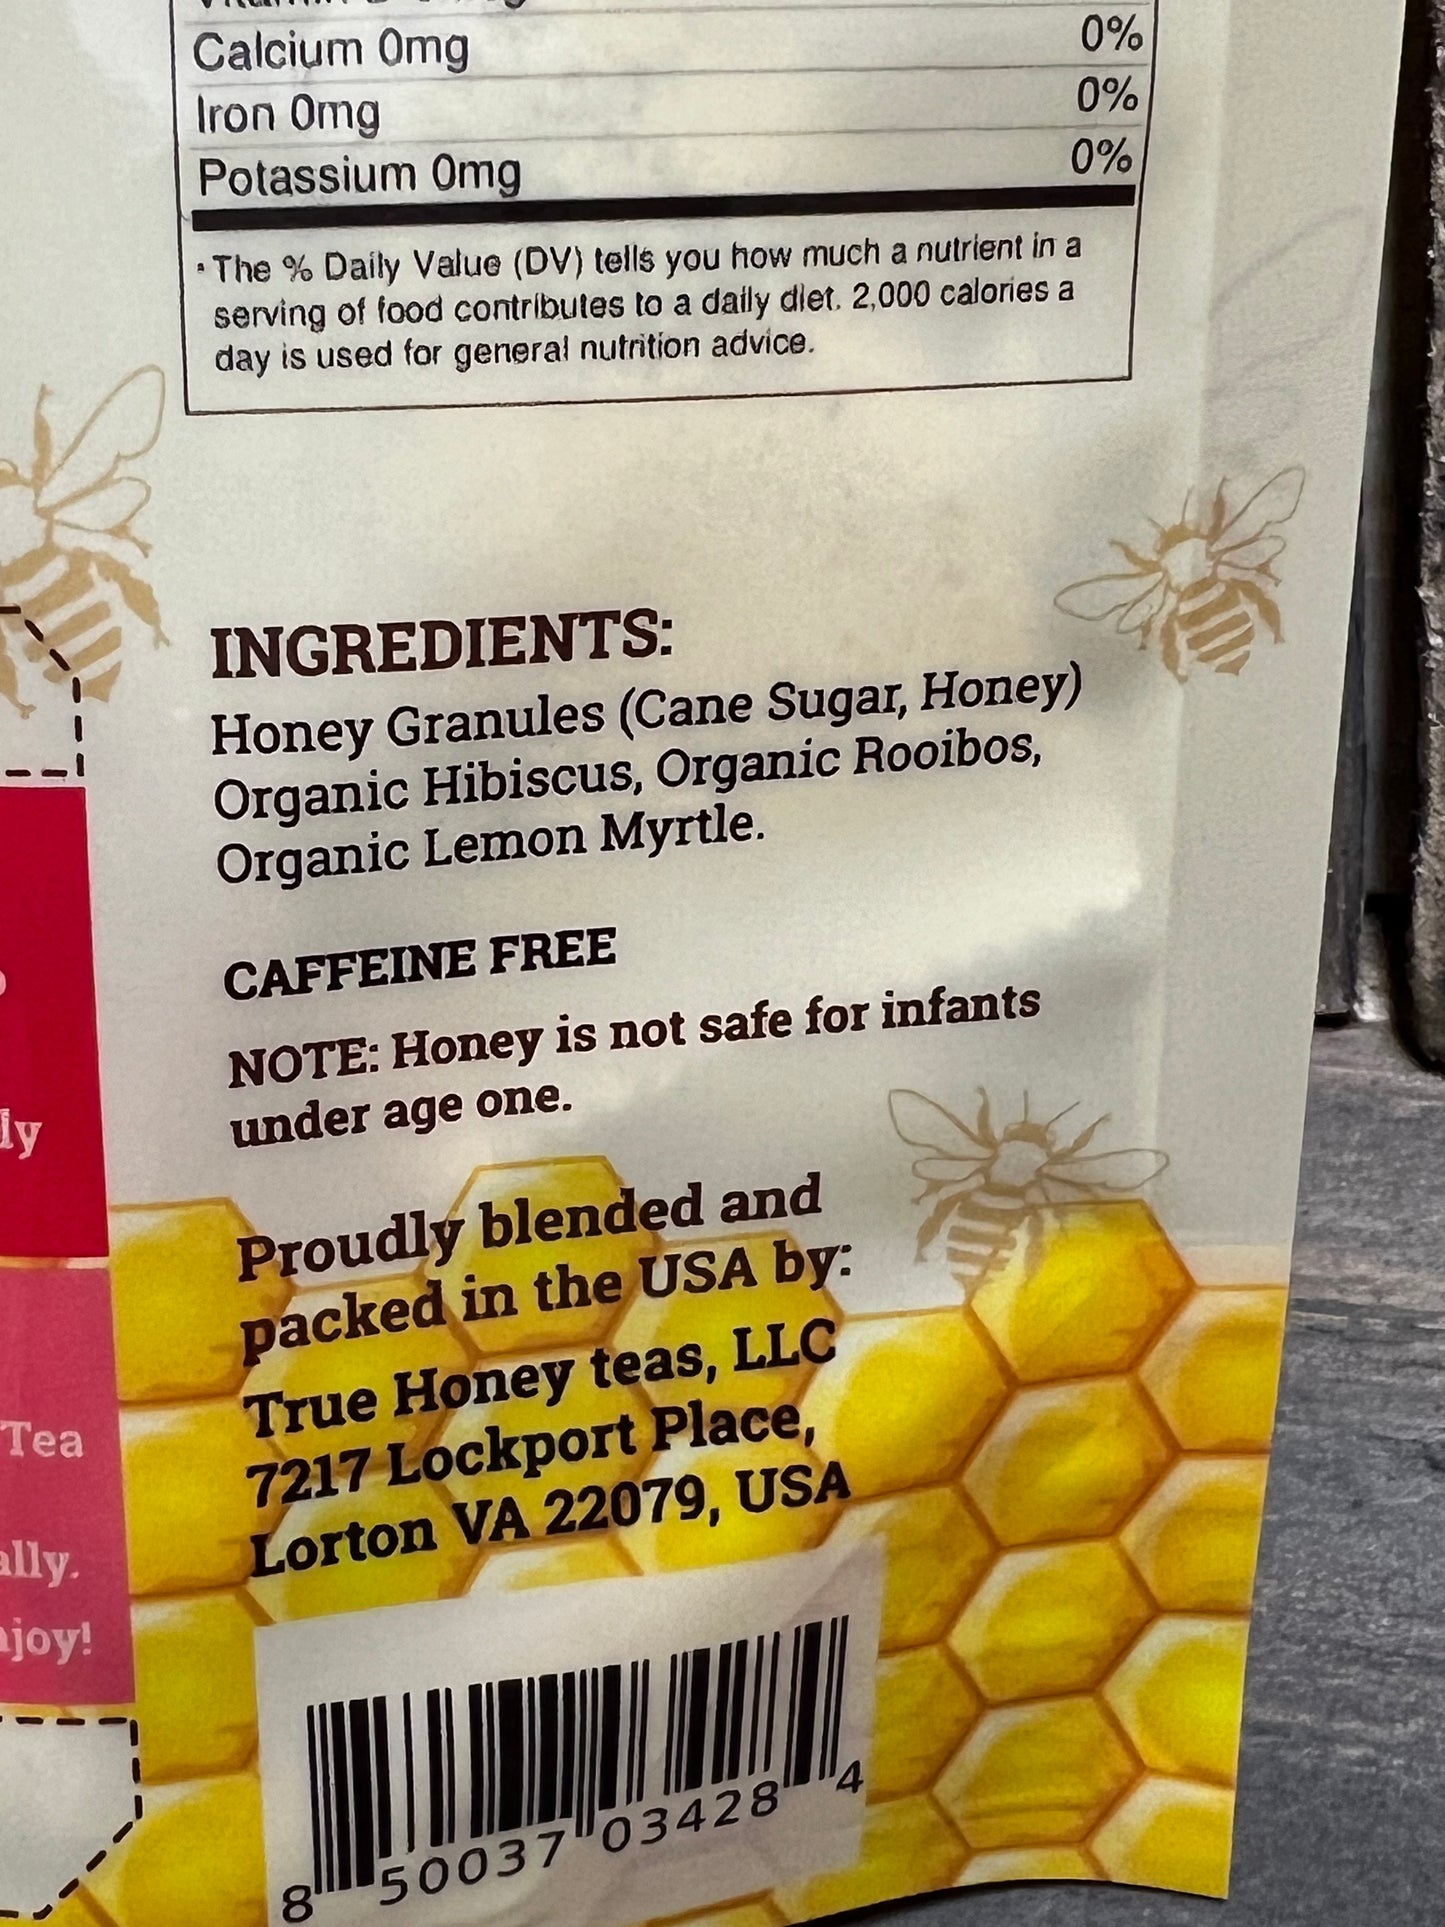 Calcium 0mg 0%
Iron 0mg 0%
Potassium 0mg 0%
• The % Daily Value (DV) tells you how much a nutrient in a
serving of food contributes to a daily diet. 2,000 calories a
day is used for general nutrition advice.
INGREDIENTS:
Honey Granules (Cane Sugar, Honey)
Organic Hibiscus, Organic Rooibos,
Organic Lemon Myrtle.
CAFFEINE FREE
NOTE: Honey is not safe for infants
under age one.
Proudly blended and
packed in the USA by:
True Honey teas, LLC
7217 Lockport Place,
Lorton VA 22079, USA
8 50037 03428 4
Tea